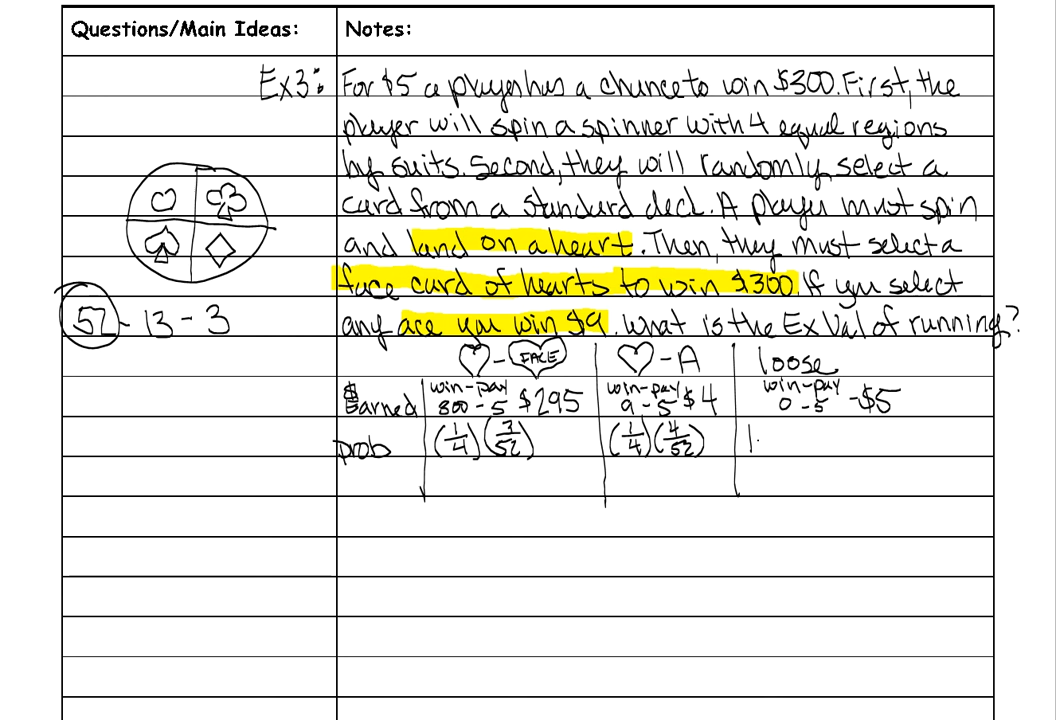 Questions/Main Ideas:
Notes:
Ex3: For $5 a player has a chance to win $300. First, the
player will spin a spinner with 4 equal regions
by suits. Second, they will randomly select a
card from a standard deck. A player must spin
and land on a heart. Then, they must select a
face card of hearts to win $300. If you select
52 - 13 - 3
any ace you win $9. What is the Ex Val of running?
♡ - FACE
♡ - A
loose
$ Earned
win-pay
300 - 5 $295
win-pay
9 - 5 $4
win-pay
0 - 5 -$5
prob
(1/4)(3/52)
(1/4)(4/52)
1-